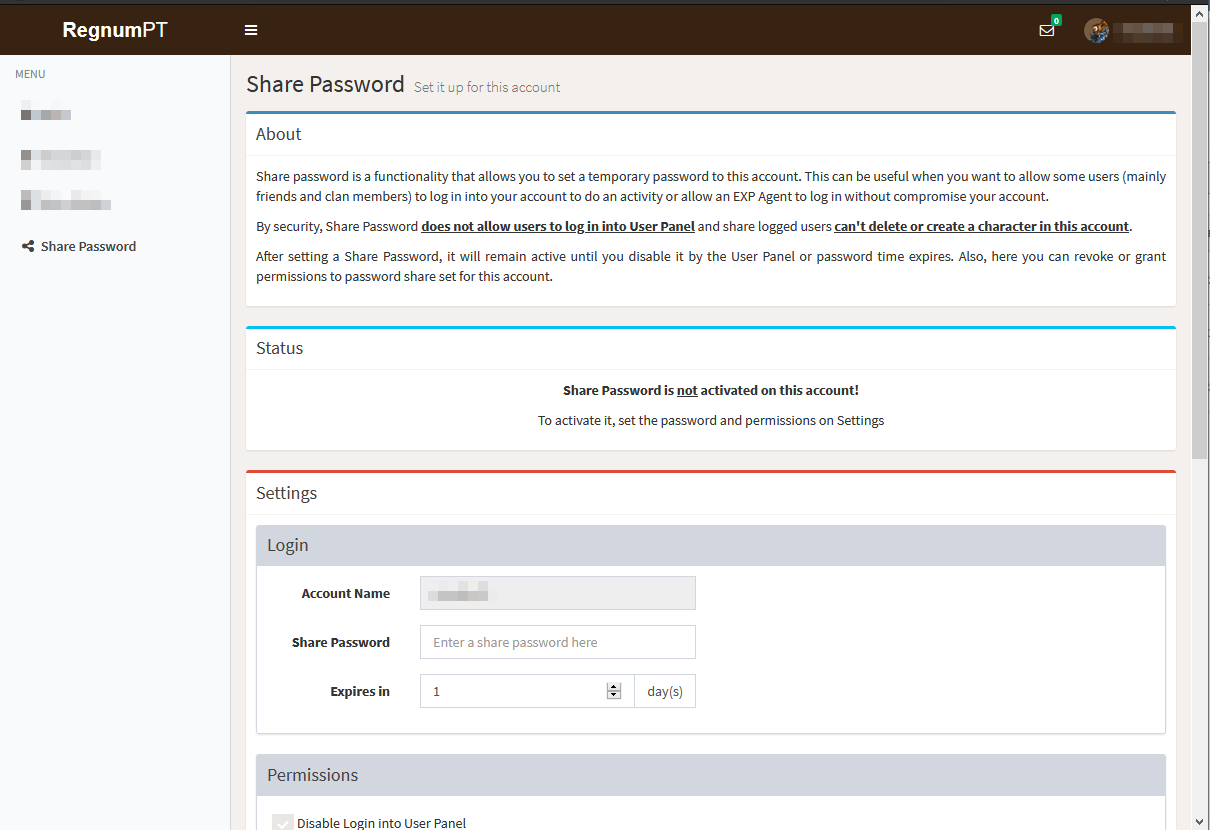 RegnumPT
0
MENU
Share Password
Share Password Set it up for this account
About
Share password is a functionality that allows you to set a temporary password to this account. This can be useful when you want to allow some users (mainly
friends and clan members) to log in into your account to do an activity or allow an EXP Agent to log in without compromise your account.
By security, Share Password does not allow users to log in into User Panel and share logged users can't delete or create a character in this account.
After setting a Share Password, it will remain active until you disable it by the User Panel or password time expires. Also, here you can revoke or grant
permissions to password share set for this account.
Status
Share Password is not activated on this account!
To activate it, set the password and permissions on Settings
Settings
Login
Account Name
Share Password Enter a share password here
Expires in 1 day(s)
Permissions
Disable Login into User Panel